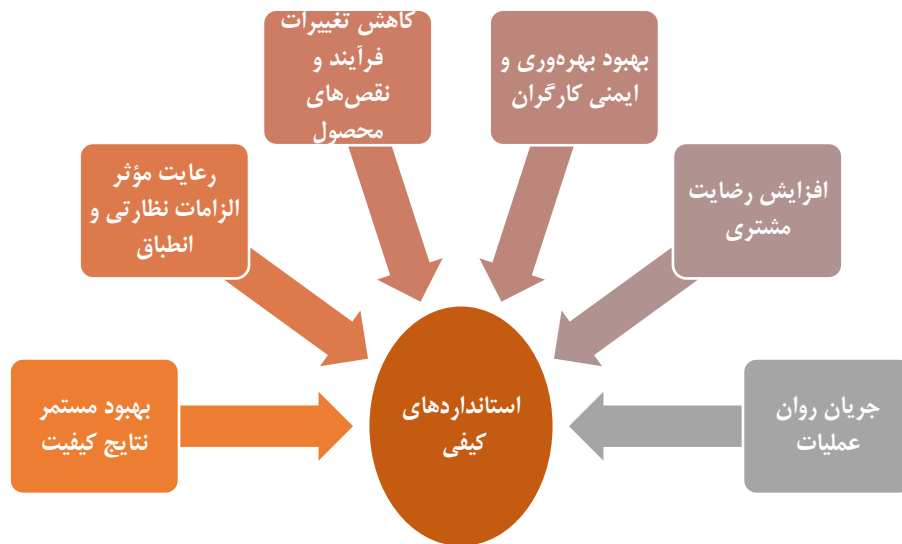 کاهش تغییرات
فرآیند و
نقص‌های
محصول
بهبود بهره‌وری و
ایمنی کارگران
رعایت مؤثر
الزامات نظارتی و
انطباق
افزایش رضایت
مشتری
بهبود مستمر
نتایج کیفیت
استانداردهای
کیفی
جریان روان
عملیات